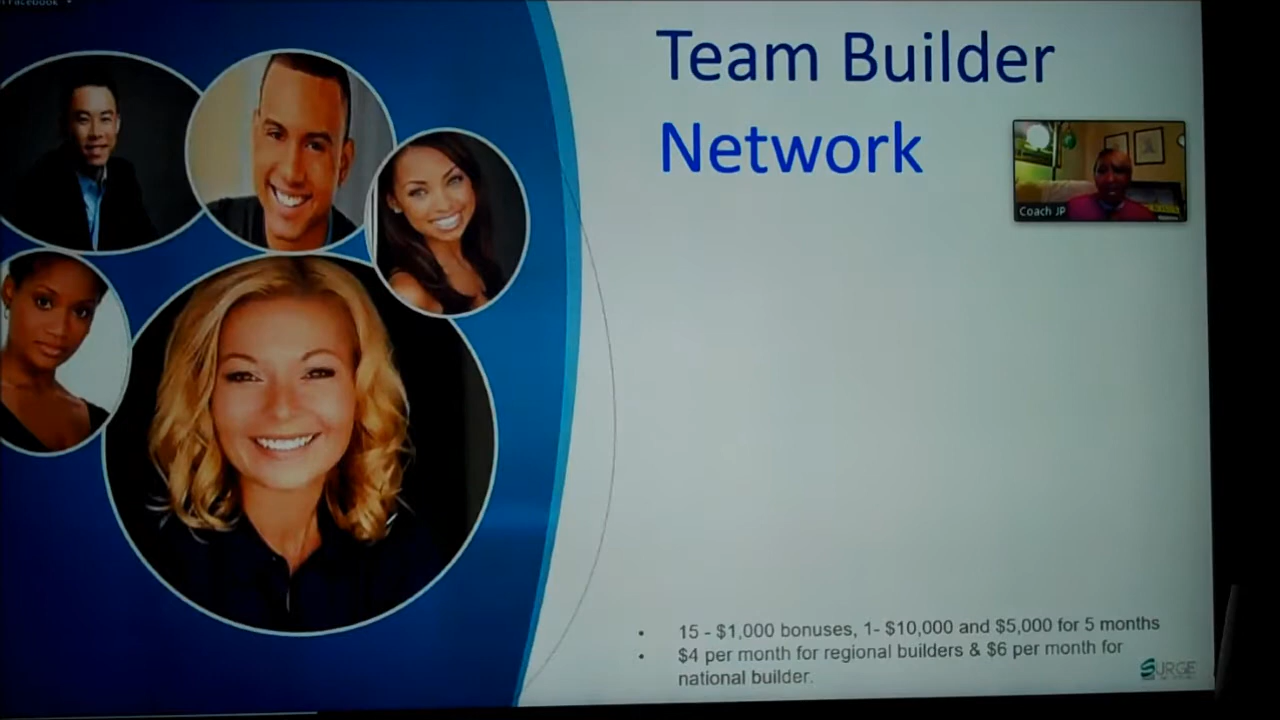 Facebook
Team Builder
Network
Coach JP
• 15 - $1,000 bonuses, 1- $10,000 and $5,000 for 5 months
• $4 per month for regional builders & $6 per month for
national builder.
SURGE